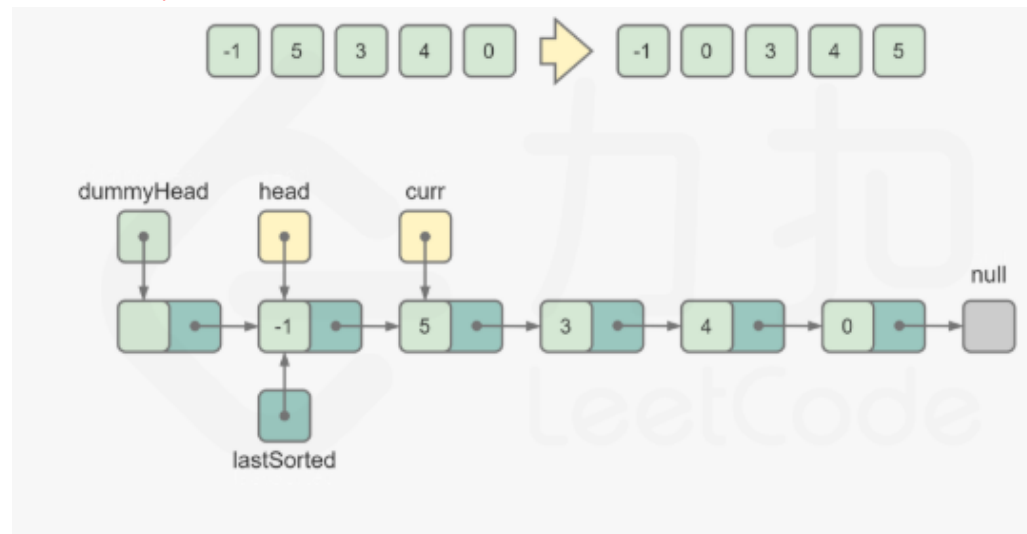 -1 5 3 4 0 -1 0 3 4 5
力扣
dummyHead head curr
null
-1 5 3 4 0
LeetCode
lastSorted